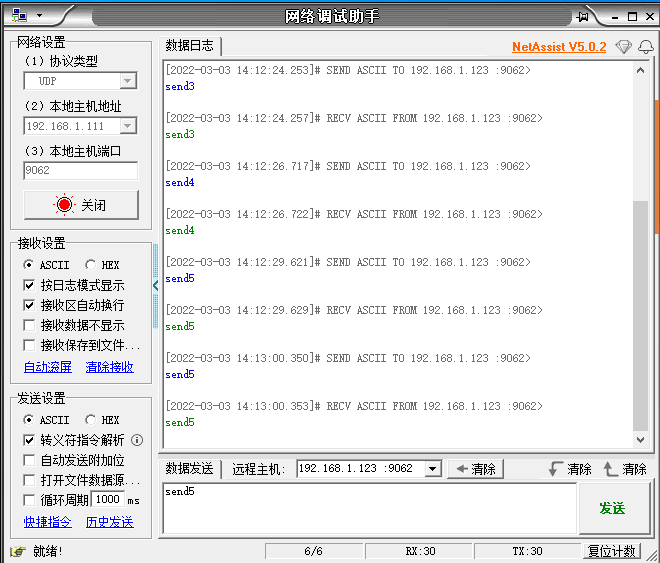 网络调试助手
网络设置
(1) 协议类型
UDP
(2) 本地主机地址
192.168.1.111
(3) 本地主机端口
9062
关闭
接收设置
ASCII HEX
按日志模式显示
接收区自动换行
接收数据不显示
接收保存到文件...
自动滚屏 清除接收
发送设置
ASCII HEX
转义符指令解析
自动发送附加位
打开文件数据源...
循环周期 1000 ms
快捷指令 历史发送
数据日志 NetAssist V5.0.2
[2022-03-03 14:12:24.253]# SEND ASCII TO 192.168.1.123 :9062>
send3
[2022-03-03 14:12:24.257]# RECV ASCII FROM 192.168.1.123 :9062>
send3
[2022-03-03 14:12:26.717]# SEND ASCII TO 192.168.1.123 :9062>
send4
[2022-03-03 14:12:26.722]# RECV ASCII FROM 192.168.1.123 :9062>
send4
[2022-03-03 14:12:29.621]# SEND ASCII TO 192.168.1.123 :9062>
send5
[2022-03-03 14:12:29.629]# RECV ASCII FROM 192.168.1.123 :9062>
send5
[2022-03-03 14:13:00.350]# SEND ASCII TO 192.168.1.123 :9062>
send5
[2022-03-03 14:13:00.353]# RECV ASCII FROM 192.168.1.123 :9062>
send5
数据发送 远程主机: 192.168.1.123 :9062 清除 清除 清除
send5
发送
就绪! 6/6 RX:30 TX:30 复位计数